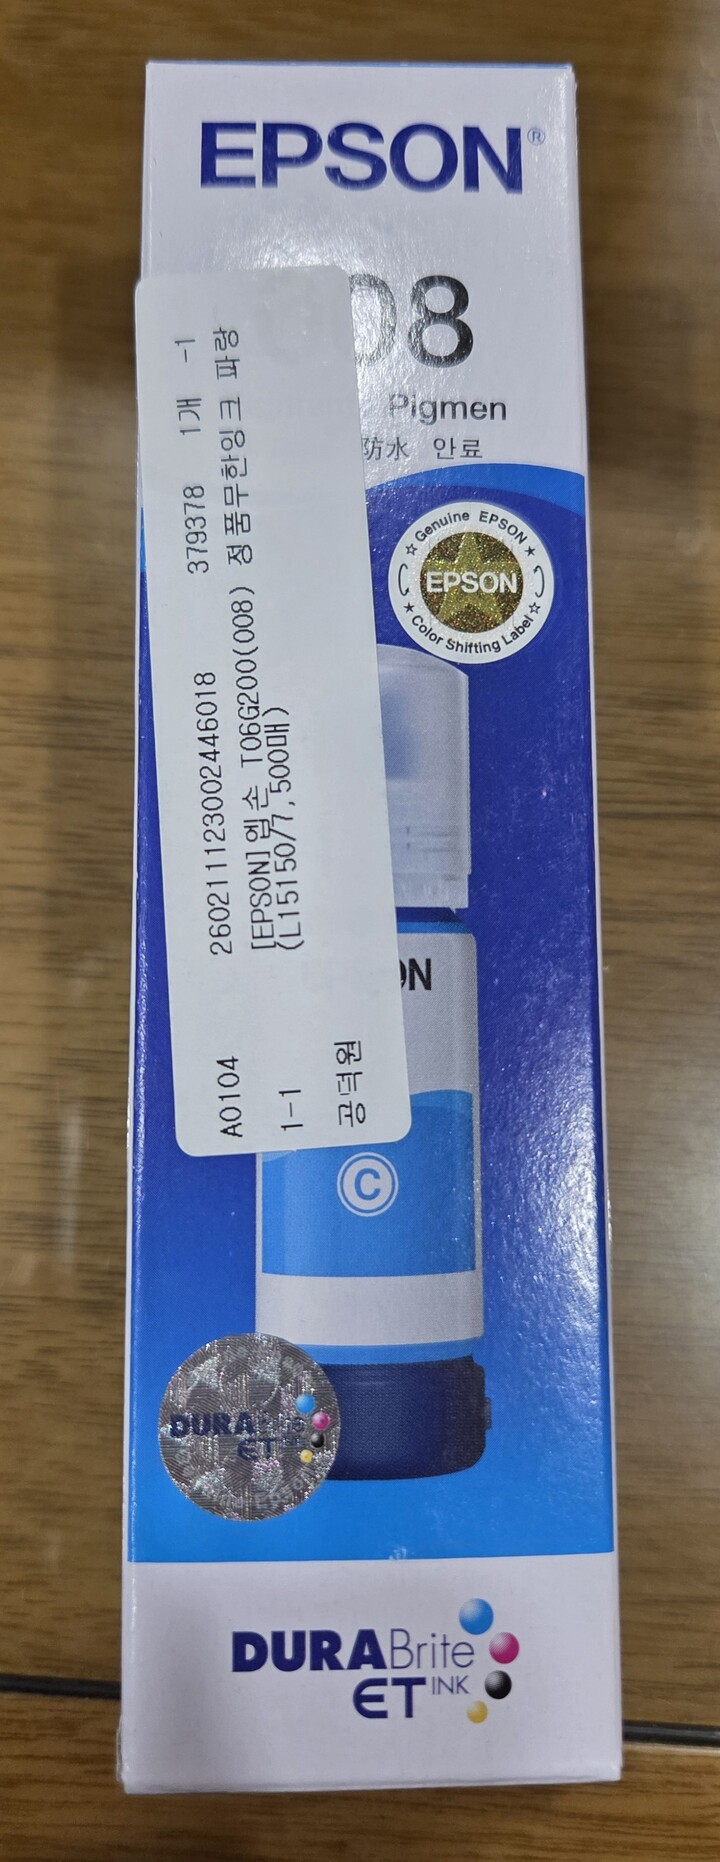 EPSON®
08
Pigmen
防水 안료
Genuine EPSON
EPSON
Color Shifting Label
379378 1개 -1
260211123002446018
[EPSON]엡손 T06G200(008) 정품무한잉크 파랑
(L15150/7,500매)
A0104
1-1
공덕원
ON
C
DURA
ET
DURABrite
ET INK